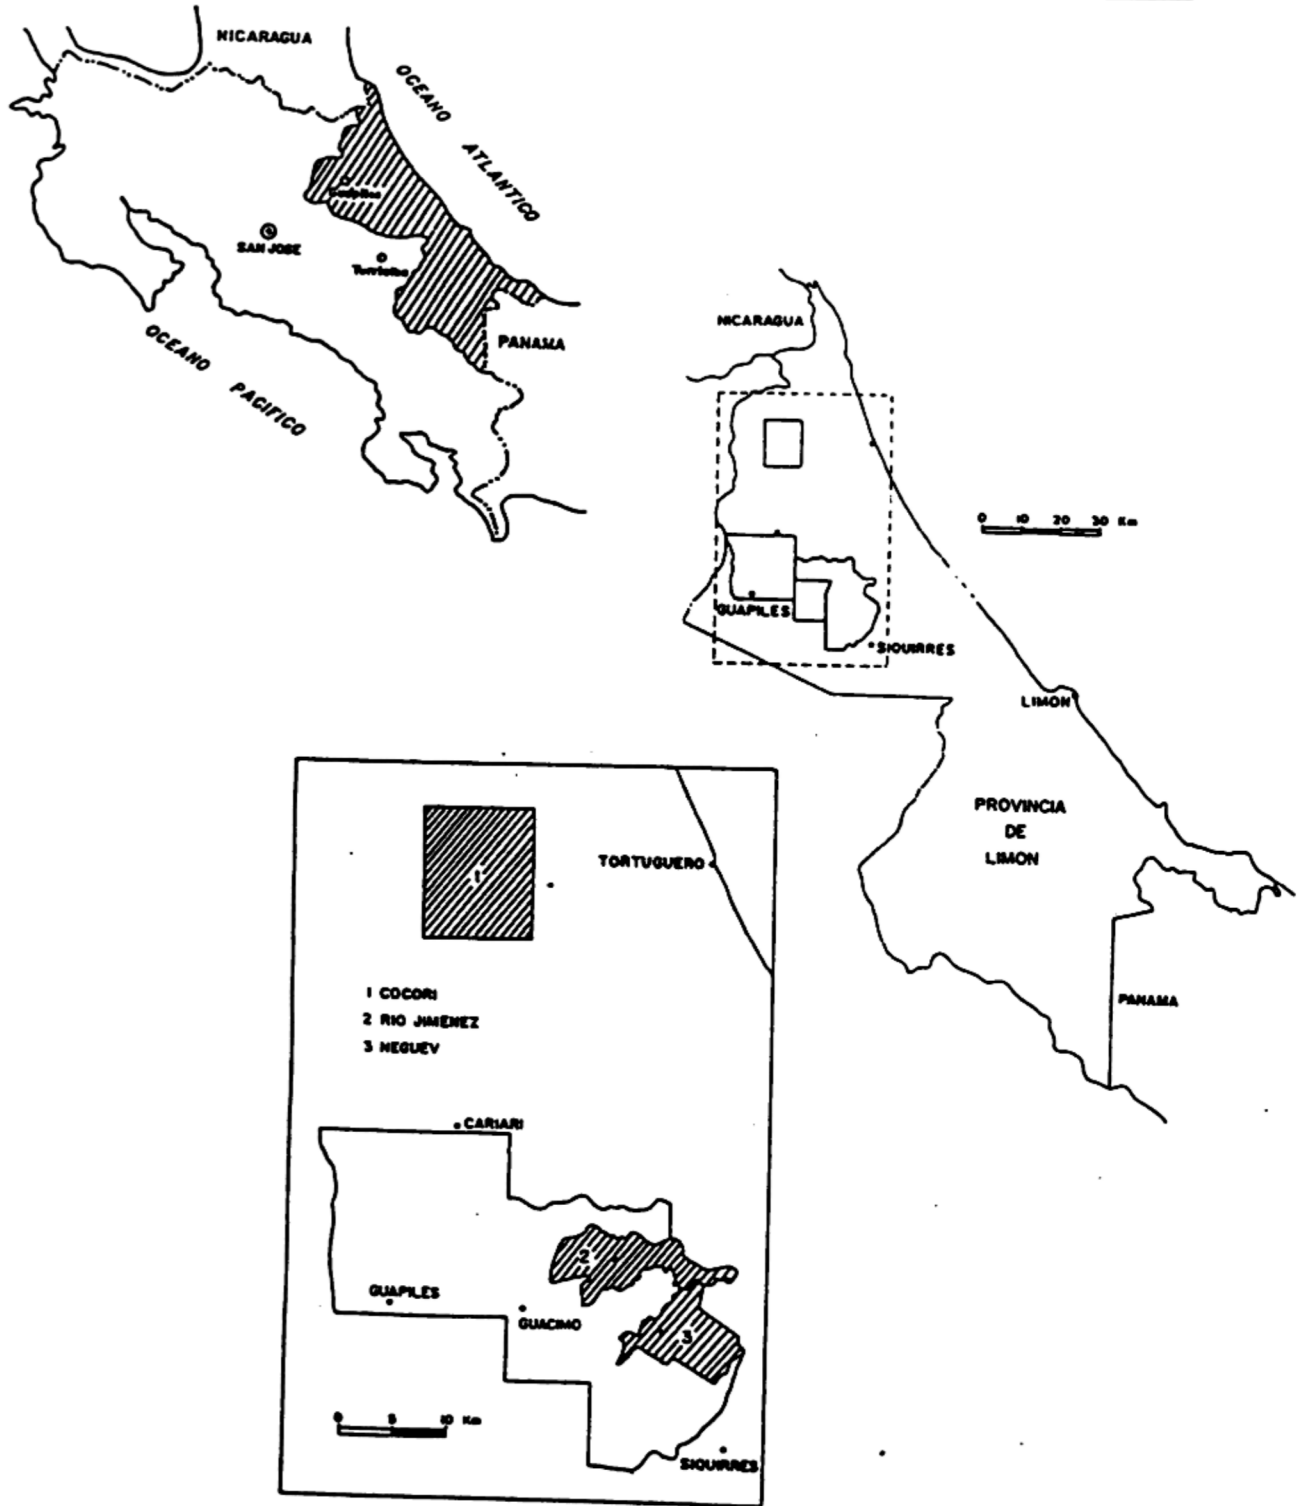 NICARAGUA
OCEANO ATLANTICO
SAN JOSE
PANAMA
OCEANO PACIFICO
NICARAGUA
0 10 20 30 Km
GUAPILES
SIQUIRRES
LIMON
PROVINCIA
DE
LIMON
PANAMA
1
TORTUGUERO
1 COCORI
2 RIO JIMENEZ
3 NEGUEV
CARIARI
2
GUAPILES
GUACIMO
3
0 5 10 Km
SIQUIRRES